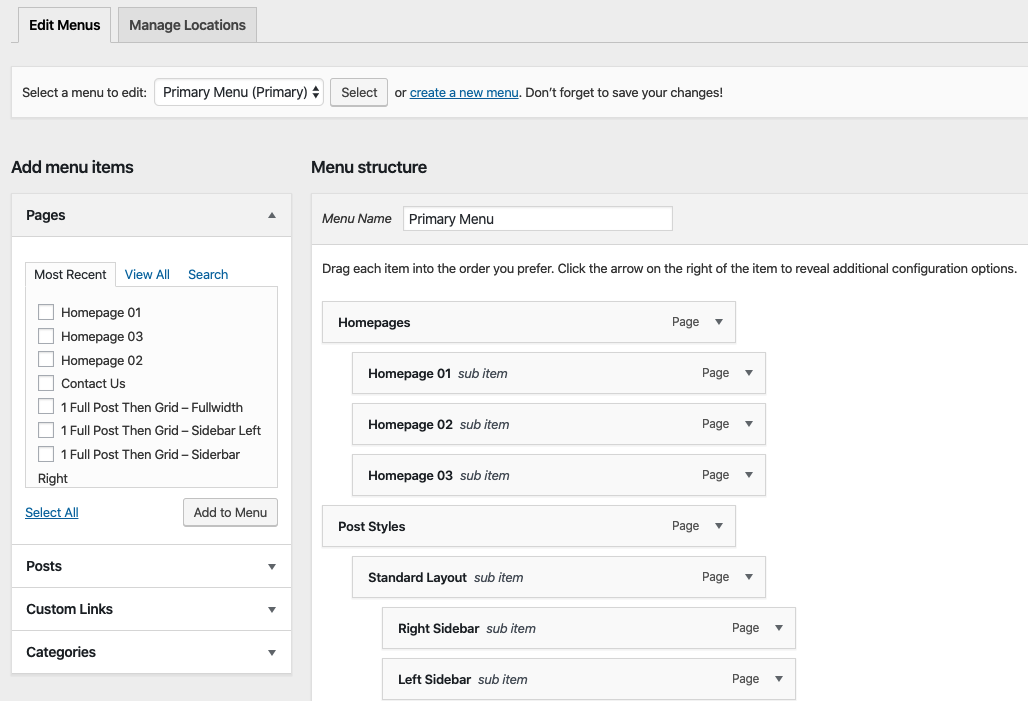 Edit Menus
Manage Locations
Select a menu to edit: Primary Menu (Primary) Select or create a new menu. Don't forget to save your changes!
Add menu items
Pages
Most Recent View All Search
Homepage 01
Homepage 03
Homepage 02
Contact Us
1 Full Post Then Grid – Fullwidth
1 Full Post Then Grid – Sidebar Left
1 Full Post Then Grid – Siderbar
Right
Select All Add to Menu
Posts
Custom Links
Categories
Menu structure
Menu Name Primary Menu
Drag each item into the order you prefer. Click the arrow on the right of the item to reveal additional configuration options.
Homepages Page
Homepage 01 sub item Page
Homepage 02 sub item Page
Homepage 03 sub item Page
Post Styles Page
Standard Layout sub item Page
Right Sidebar sub item Page
Left Sidebar sub item Page